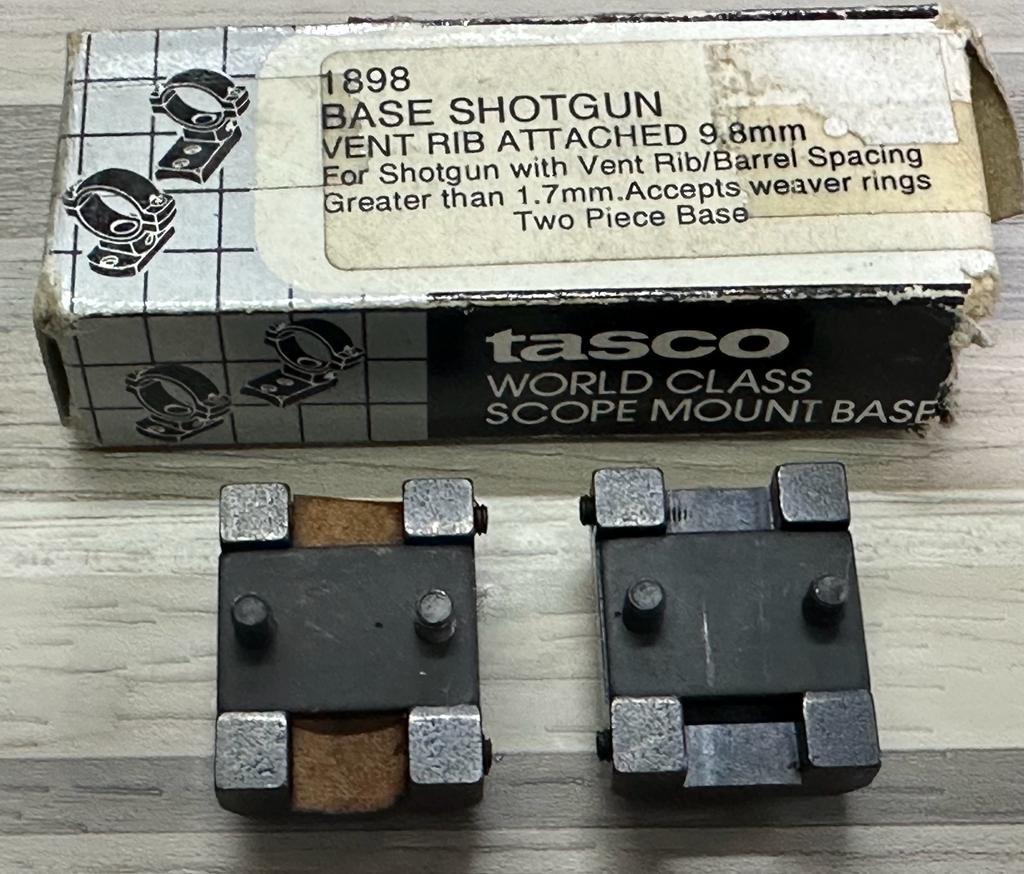 1898
BASE SHOTGUN
VENT RIB ATTACHED 9.8mm
For Shotgun with Vent Rib/Barrel Spacing
Greater than 1.7mm.Accepts weaver rings
Two Piece Base
tasco
WORLD CLASS
SCOPE MOUNT BASE